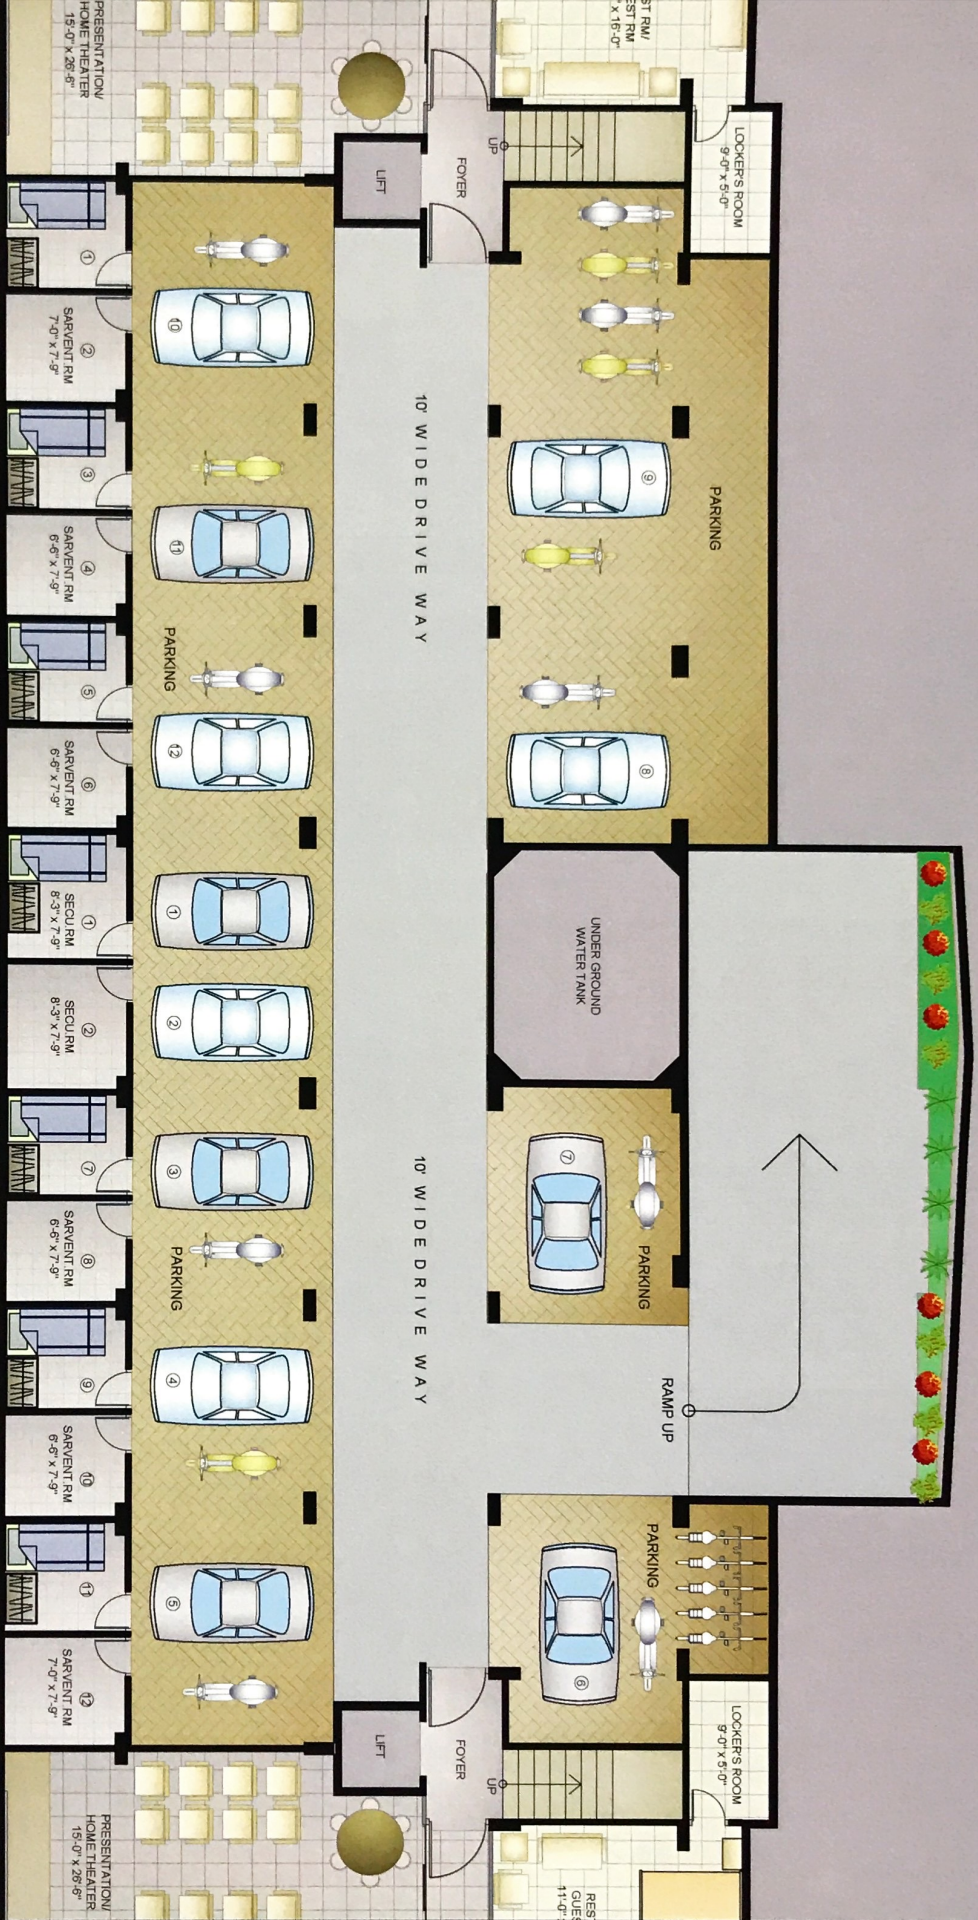 LOCKER'S ROOM
9'-0" x 5'-0"
LOCKER'S ROOM
9'-0" x 5'-0"
PARKING
RAMP UP
PARKING
PARKING
ST RM/
EST RM
" x 16'-0"
REST
GUES
11'-0"
9
8
7
6
UNDER GROUND
WATER TANK
UP
UP
FOYER
FOYER
10' WIDE DRIVE WAY
10' WIDE DRIVE WAY
LIFT
LIFT
10
11
12
1
2
3
4
5
PARKING
PARKING
PRESENTATION/
HOME THEATER
15'-0" x 26'-6"
1
2
SARVENT.RM
7'-0" x 7'-9"
3
4
SARVENT.RM
6'-6" x 7'-9"
5
6
SARVENT.RM
6'-6" x 7'-9"
1
SECU.RM
8'-3" x 7'-9"
2
SECU.RM
8'-3" x 7'-9"
7
8
SARVENT.RM
6'-6" x 7'-9"
9
10
SARVENT.RM
6'-6" x 7'-9"
11
12
SARVENT.RM
7'-0" x 7'-9"
PRESENTATION/
HOME THEATER
15'-0" x 26'-6"